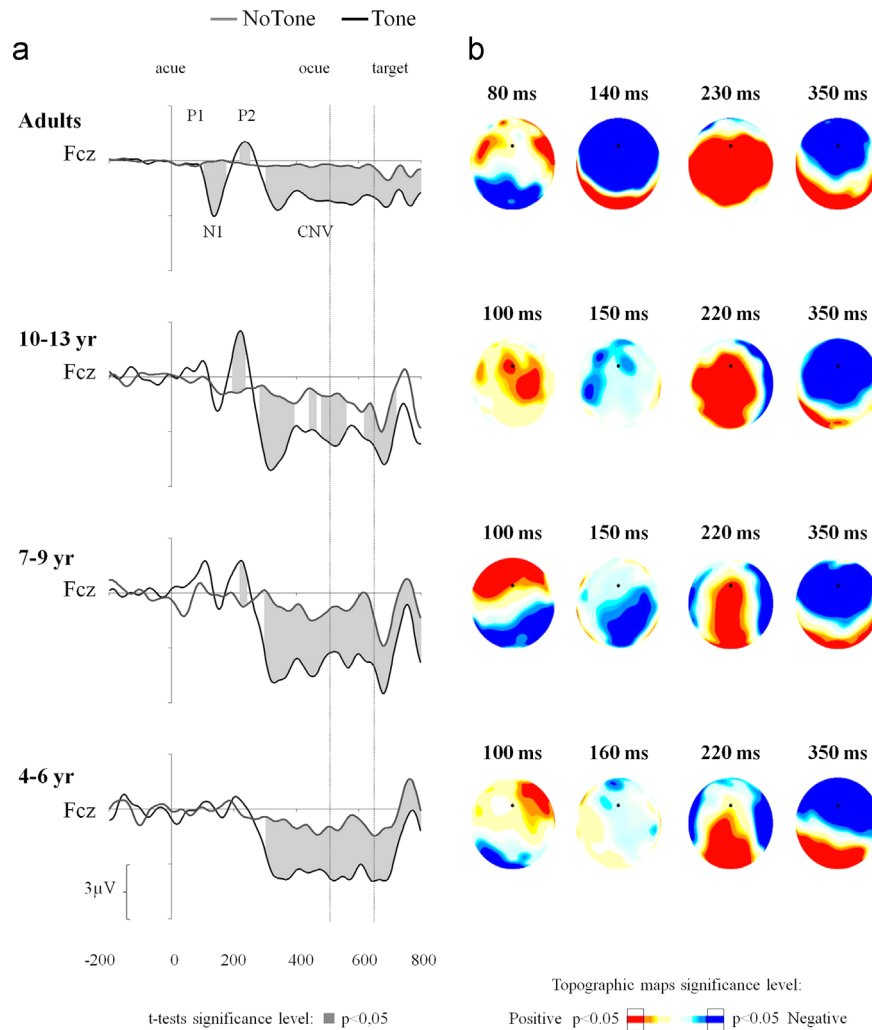 NoTone Tone
a
b
acue ocue target
Adults
Fcz
P1 P2
N1 CNV
80 ms 140 ms 230 ms 350 ms
10-13 yr
Fcz
100 ms 150 ms 220 ms 350 ms
7-9 yr
Fcz
100 ms 150 ms 220 ms 350 ms
4-6 yr
Fcz
100 ms 160 ms 220 ms 350 ms
3µV
-200 0 200 400 600 800
t-tests significance level: p<0,05
Topographic maps significance level:
Positive p<0.05 p<0.05 Negative